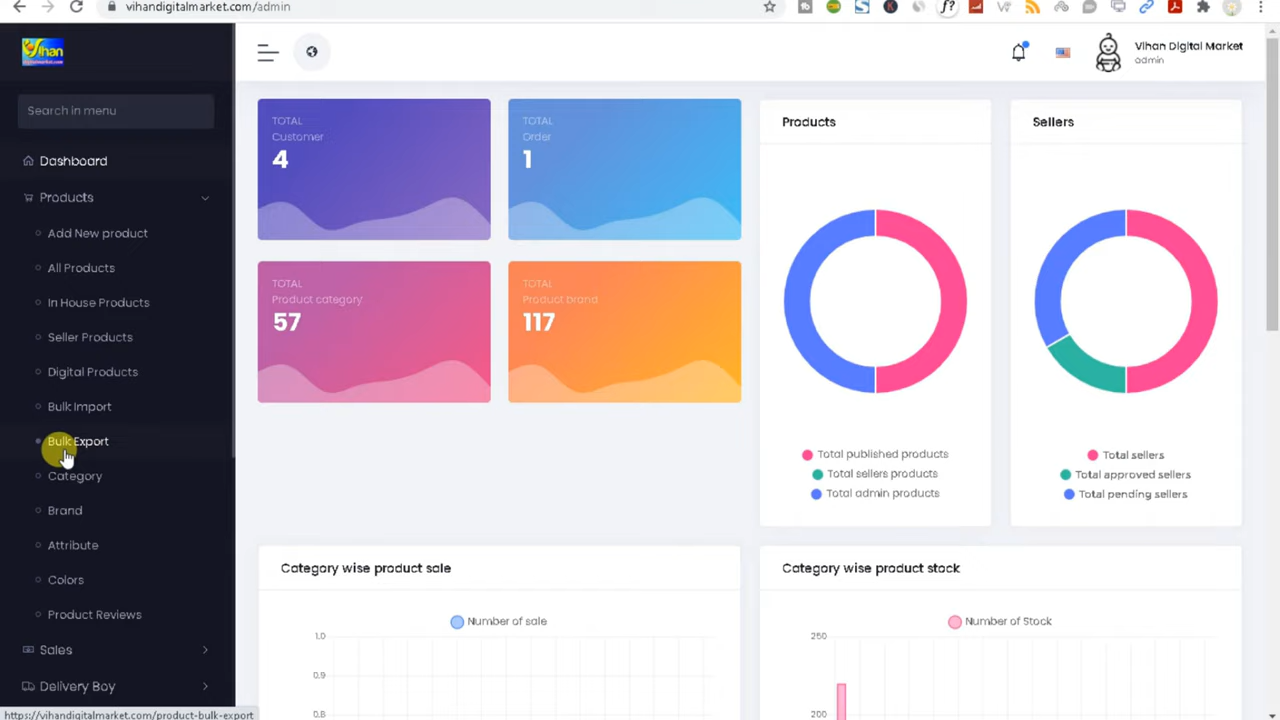 vihandigitalmarket.com/admin
Vihan
Search in menu
Dashboard
Products
Add New product
All Products
In House Products
Seller Products
Digital Products
Bulk Import
Bulk Export
Category
Brand
Attribute
Colors
Product Reviews
Sales
Delivery Boy
https://vihandigitalmarket.com/product-bulk-export
Vihan Digital Market
admin
TOTAL
Customer
4
TOTAL
Order
1
TOTAL
Product category
57
TOTAL
Product brand
117
Products
Total published products
Total sellers products
Total admin products
Sellers
Total sellers
Total approved sellers
Total pending sellers
Category wise product sale
Number of sale
1.0
0.9
0.8
Category wise product stock
Number of Stock
250
200